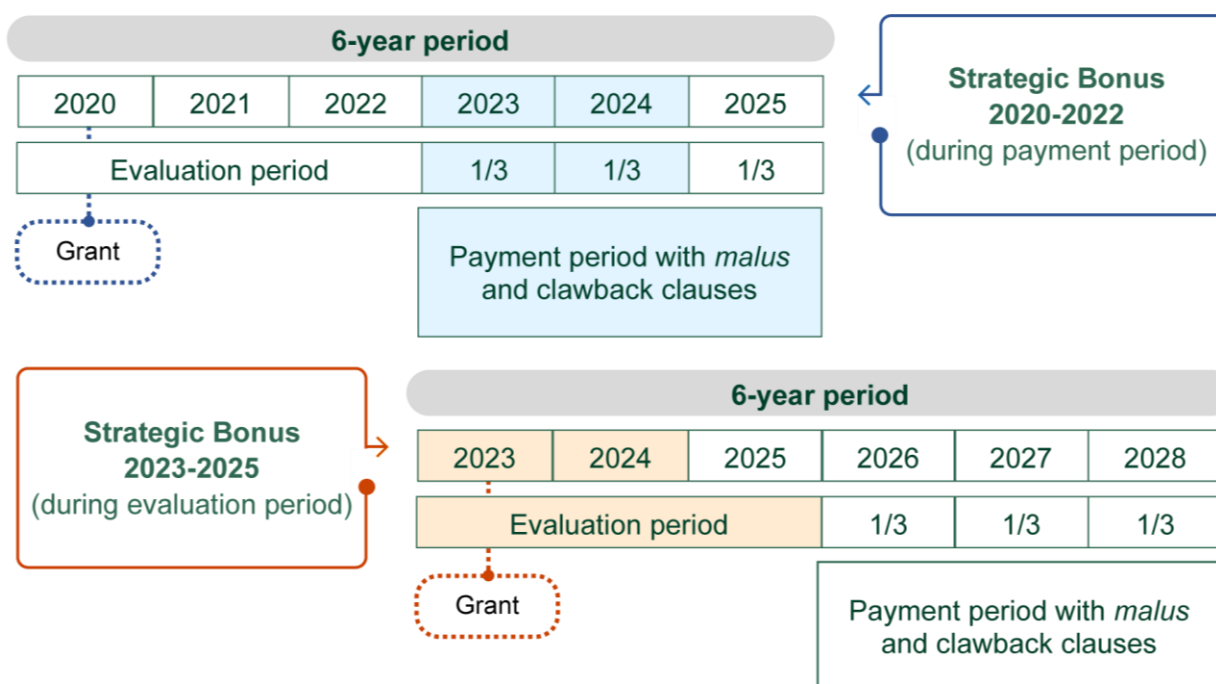 6-year period
2020 2021 2022 2023 2024 2025
Strategic Bonus
2020-2022
(during payment period)
Evaluation period 1/3 1/3 1/3
Grant
Payment period with malus
and clawback clauses
Strategic Bonus
2023-2025
(during evaluation period)
6-year period
2023 2024 2025 2026 2027 2028
Evaluation period 1/3 1/3 1/3
Grant
Payment period with malus
and clawback clauses